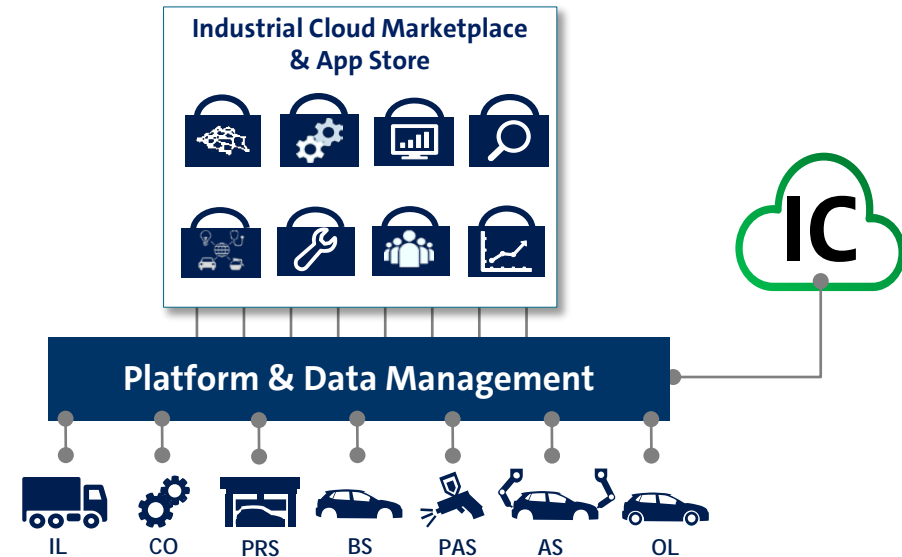 Industrial Cloud Marketplace
& App Store
IC
Platform & Data Management
IL CO PRS BS PAS AS OL